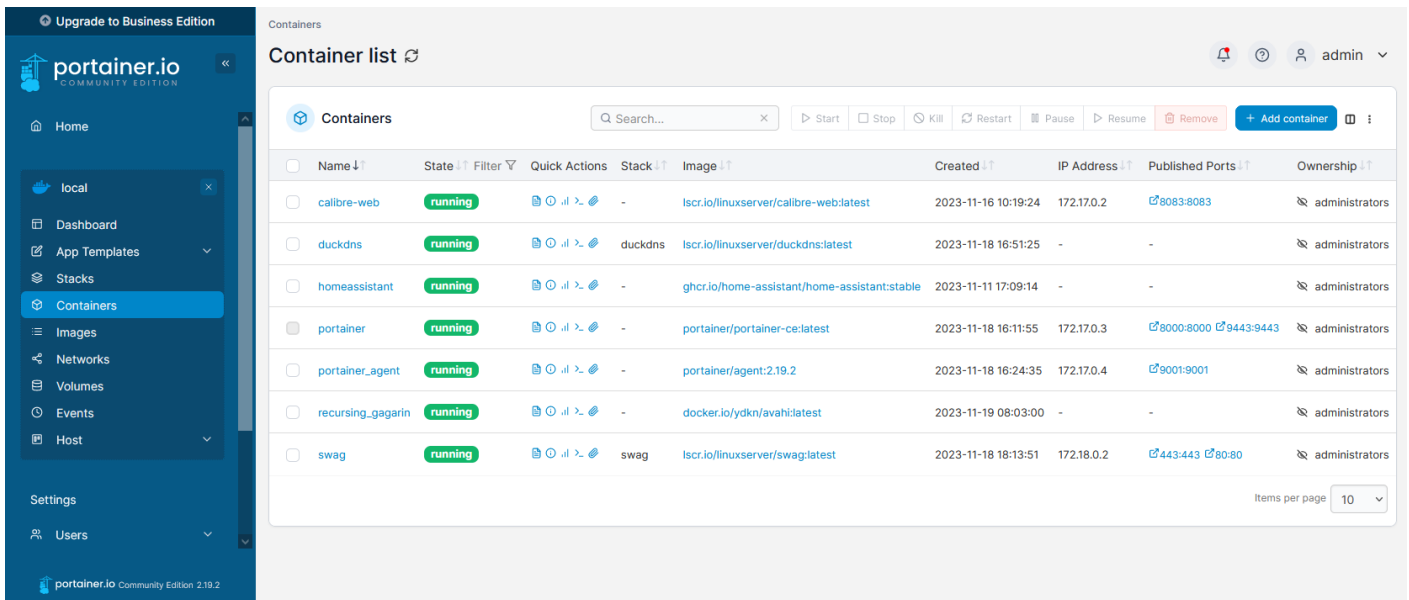 Upgrade to Business Edition
portainer.io
COMMUNITY EDITION
Home
local
Dashboard
App Templates
Stacks
Containers
Images
Networks
Volumes
Events
Host
Settings
Users
portainer.io Community Edition 2.19.2
Containers
Container list
admin
Containers Search... Start Stop Kill Restart Pause Resume Remove + Add container
Name State Filter Quick Actions Stack Image Created IP Address Published Ports Ownership
calibre-web running - lscr.io/linuxserver/calibre-web:latest 2023-11-16 10:19:24 172.17.0.2 8083:8083 administrators
duckdns running duckdns lscr.io/linuxserver/duckdns:latest 2023-11-18 16:51:25 - - administrators
homeassistant running - ghcr.io/home-assistant/home-assistant:stable 2023-11-11 17:09:14 - - administrators
portainer running - portainer/portainer-ce:latest 2023-11-18 16:11:55 172.17.0.3 8000:8000 9443:9443 administrators
portainer_agent running - portainer/agent:2.19.2 2023-11-18 16:24:35 172.17.0.4 9001:9001 administrators
recursing_gagarin running - docker.io/ydkn/avahi:latest 2023-11-19 08:03:00 - - administrators
swag running swag lscr.io/linuxserver/swag:latest 2023-11-18 18:13:51 172.18.0.2 443:443 80:80 administrators
Items per page 10